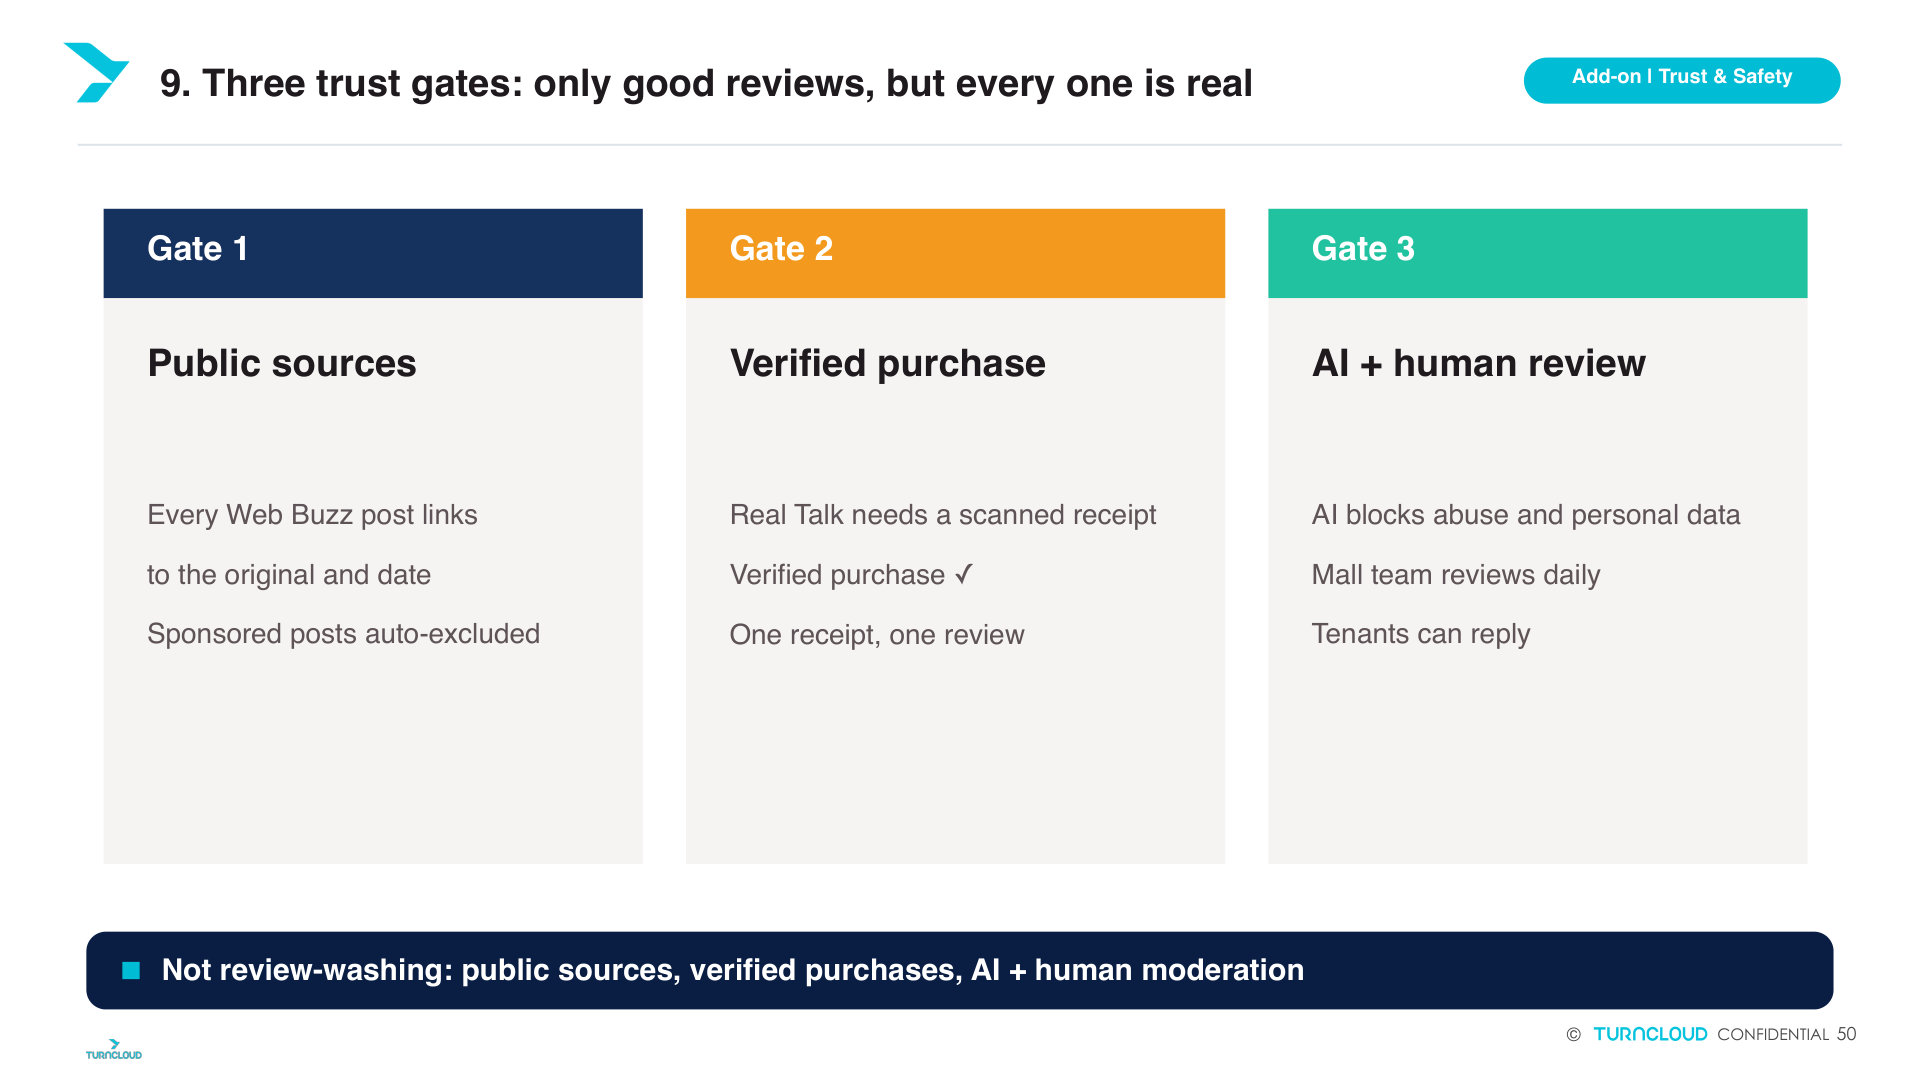 9. Three trust gates: only good reviews, but every one is real
Add-on | Trust & Safety
Gate 1
Public sources
Every Web Buzz post links
to the original and date
Sponsored posts auto-excluded
Gate 2
Verified purchase
Real Talk needs a scanned receipt
Verified purchase ✓
One receipt, one review
Gate 3
AI + human review
AI blocks abuse and personal data
Mall team reviews daily
Tenants can reply
Not review-washing: public sources, verified purchases, AI + human moderation
TURNCLOUD
© TURNCLOUD CONFIDENTIAL 50